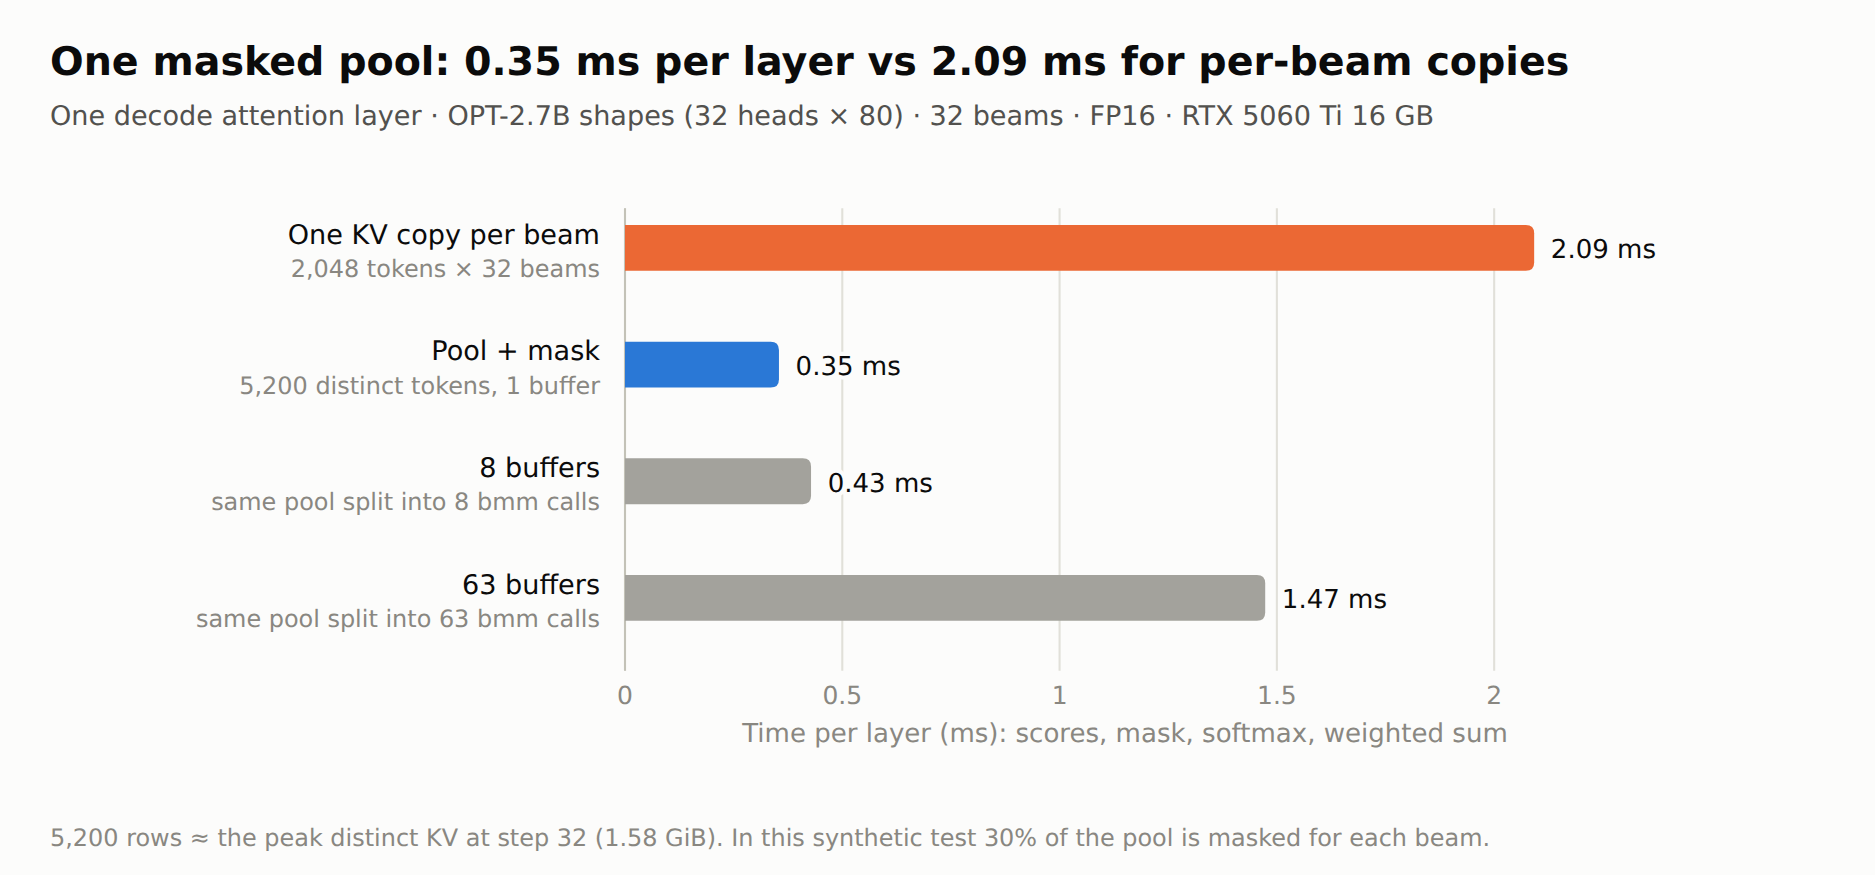 One masked pool: 0.35 ms per layer vs 2.09 ms for per-beam copies
One decode attention layer · OPT-2.7B shapes (32 heads × 80) · 32 beams · FP16 · RTX 5060 Ti 16 GB
One KV copy per beam
2,048 tokens × 32 beams
2.09 ms
Pool + mask
5,200 distinct tokens, 1 buffer
0.35 ms
8 buffers
same pool split into 8 bmm calls
0.43 ms
63 buffers
same pool split into 63 bmm calls
1.47 ms
0 0.5 1 1.5 2
Time per layer (ms): scores, mask, softmax, weighted sum
5,200 rows ≈ the peak distinct KV at step 32 (1.58 GiB). In this synthetic test 30% of the pool is masked for each beam.